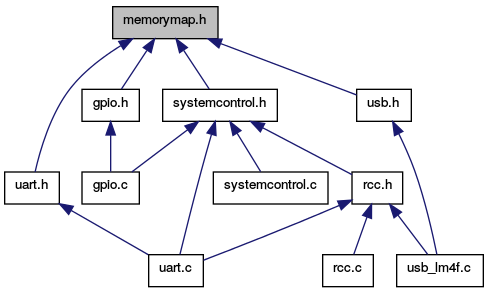 memorymap.h
gpio.h
systemcontrol.h
usb.h
uart.h
gpio.c
systemcontrol.c
rcc.h
uart.c
rcc.c
usb_lm4f.c